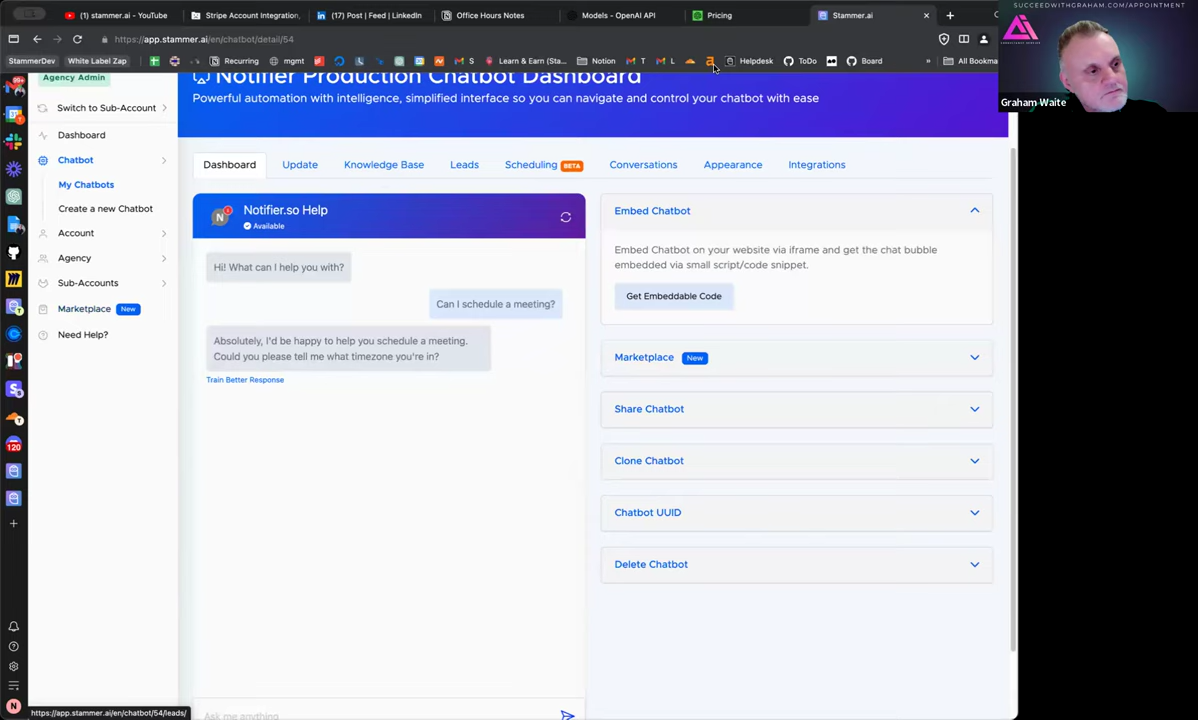 (1) stammer.ai - YouTube
Stripe Account Integration,
(17) Post | Feed | LinkedIn
Office Hours Notes
Models - OpenAI API
Pricing
Stammer.ai
SUCCEEDWITHGRAHAM.COM/APPOINTMENT
https://app.stammer.ai/en/chatbot/detail/54
StammerDev
White Label Zap
Recurring
mgmt
S
Learn & Earn (Sta...
Notion
T
L
Helpdesk
ToDo
Board
»
All Bookma
Graham Waite
99+
Agency Admin
Switch to Sub-Account
Dashboard
Chatbot
My Chatbots
Create a new Chatbot
Account
Agency
Sub-Accounts
Marketplace New
Need Help?
120
N
Notifier Production Chatbot Dashboard
Powerful automation with intelligence, simplified interface so you can navigate and control your chatbot with ease
Dashboard
Update
Knowledge Base
Leads
Scheduling BETA
Conversations
Appearance
Integrations
N
Notifier.so Help
Available
Hi! What can I help you with?
Can I schedule a meeting?
Absolutely, I'd be happy to help you schedule a meeting.
Could you please tell me what timezone you're in?
Train Better Response
Ask me anything
Embed Chatbot
Embed Chatbot on your website via iframe and get the chat bubble
embedded via small script/code snippet.
Get Embeddable Code
Marketplace New
Share Chatbot
Clone Chatbot
Chatbot UUID
Delete Chatbot
https://app.stammer.ai/en/chatbot/54/leads/